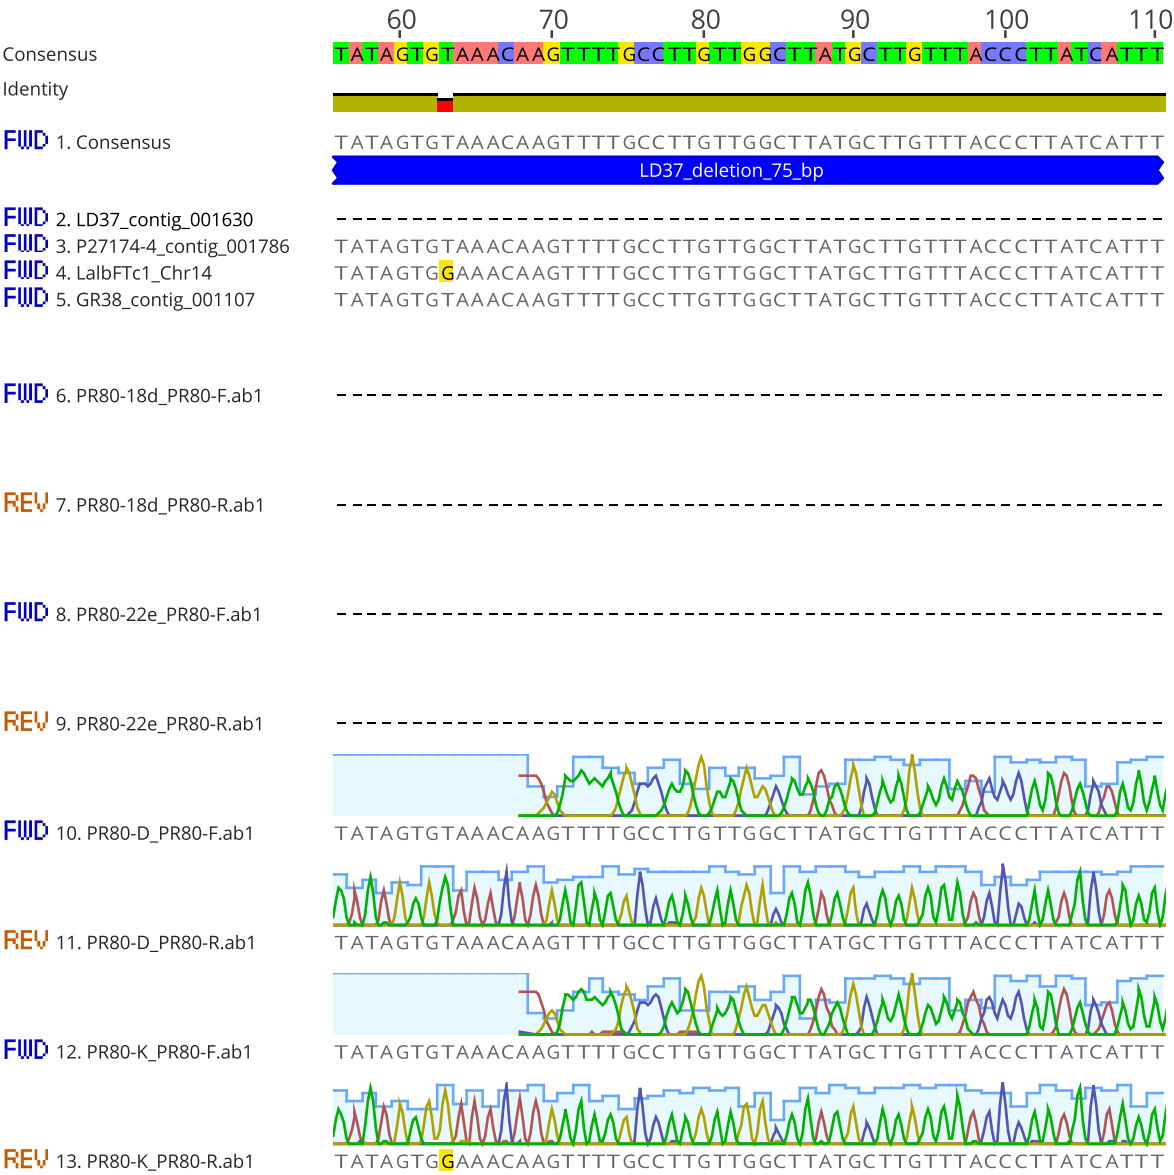 60 70 80 90 100 110
Consensus TATAGTGTAAACAAGTTTTGCCTTGTTGGCTTATGCTTGTTTACCCTTATCATTT
Identity
FWD 1. Consensus TATAGTGTAAACAAGTTTTGCCTTGTTGGCTTATGCTTGTTTACCCTTATCATTT
LD37_deletion_75_bp
FWD 2. LD37_contig_001630
FWD 3. P27174-4_contig_001786 TATAGTGTAAACAAGTTTTGCCTTGTTGGCTTATGCTTGTTTACCCTTATCATTT
FWD 4. LalbFTc1_Chr14 TATAGTGGAAACAAGTTTTGCCTTGTTGGCTTATGCTTGTTTACCCTTATCATTT
FWD 5. GR38_contig_001107 TATAGTGTAAACAAGTTTTGCCTTGTTGGCTTATGCTTGTTTACCCTTATCATTT
FWD 6. PR80-18d_PR80-F.ab1
REV 7. PR80-18d_PR80-R.ab1
FWD 8. PR80-22e_PR80-F.ab1
REV 9. PR80-22e_PR80-R.ab1
FWD 10. PR80-D_PR80-F.ab1 TATAGTGTAAACAAGTTTTGCCTTGTTGGCTTATGCTTGTTTACCCTTATCATTT
REV 11. PR80-D_PR80-R.ab1 TATAGTGTAAACAAGTTTTGCCTTGTTGGCTTATGCTTGTTTACCCTTATCATTT
FWD 12. PR80-K_PR80-F.ab1 TATAGTGTAAACAAGTTTTGCCTTGTTGGCTTATGCTTGTTTACCCTTATCATTT
REV 13. PR80-K_PR80-R.ab1 TATAGTGGAAACAAGTTTTGCCTTGTTGGCTTATGCTTGTTTACCCTTATCATTT